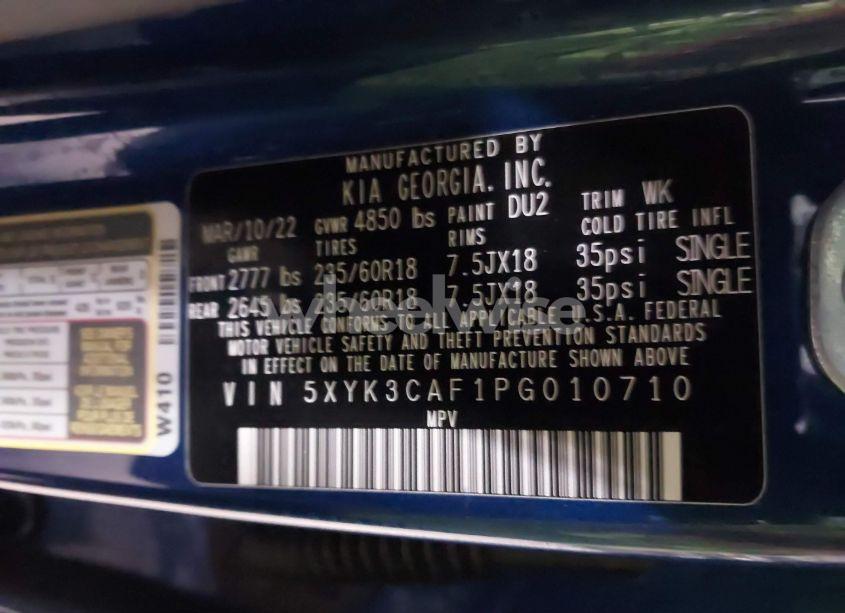 MANUFACTURED BY
KIA GEORGIA. INC.
MAR/10/22 GVWR 4850 lbs PAINT DU2 TRIM WK
GAWR TIRES RIMS COLD TIRE INFL
FRONT 2777 lbs 235/60R18 7.5JX18 35psi SINGLE
REAR 2645 lbs 235/60R18 7.5JX18 35psi SINGLE
THIS VEHICLE CONFORMS TO ALL APPLICABLE U.S.A. FEDERAL
MOTOR VEHICLE SAFETY AND THEFT PREVENTION STANDARDS
IN EFFECT ON THE DATE OF MANUFACTURE SHOWN ABOVE
VIN 5XYK3CAF1PG010710
MPV
W410